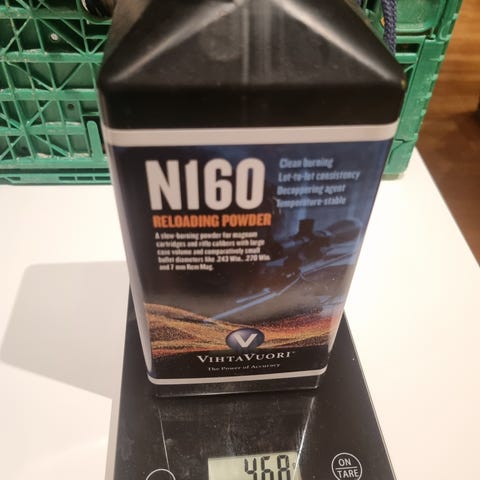 N160
RELOADING POWDER
Clean burning
Lot-to-lot consistency
Decoppering agent
Temperature-stable
A slow-burning powder for magnum
cartridges and rifle calibers with large
case volume and comparatively small
bullet diameters like .243 Win., .270 Win.
and 7 mm Rem Mag.
V
VIHTAVUORI
The Power of Accuracy
468
ON
TARE